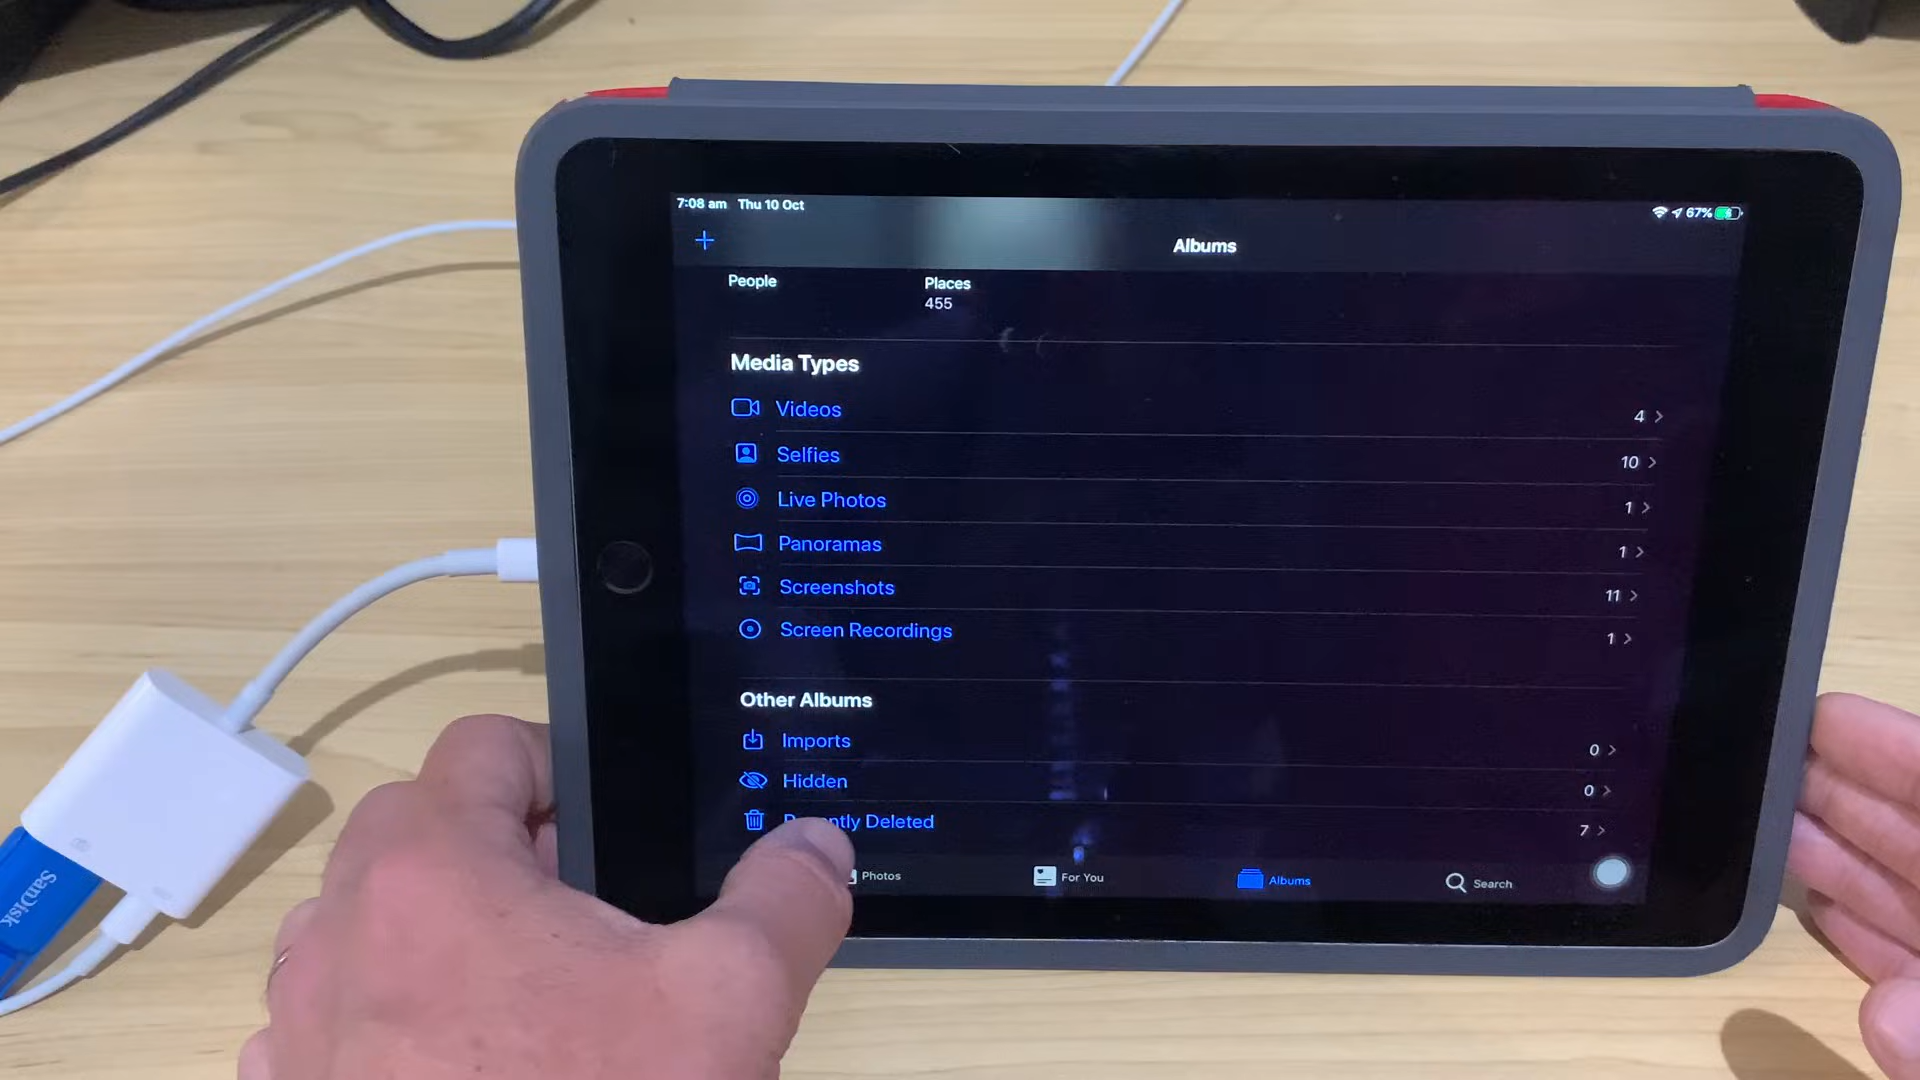 7:08 am Thu 10 Oct
67%
Albums
People
Places
455
Media Types
Videos 4
Selfies 10
Live Photos 1
Panoramas 1
Screenshots 11
Screen Recordings 1
Other Albums
Imports 0
Hidden 0
Deleted 7
Photos For You Albums Search
SanDisk